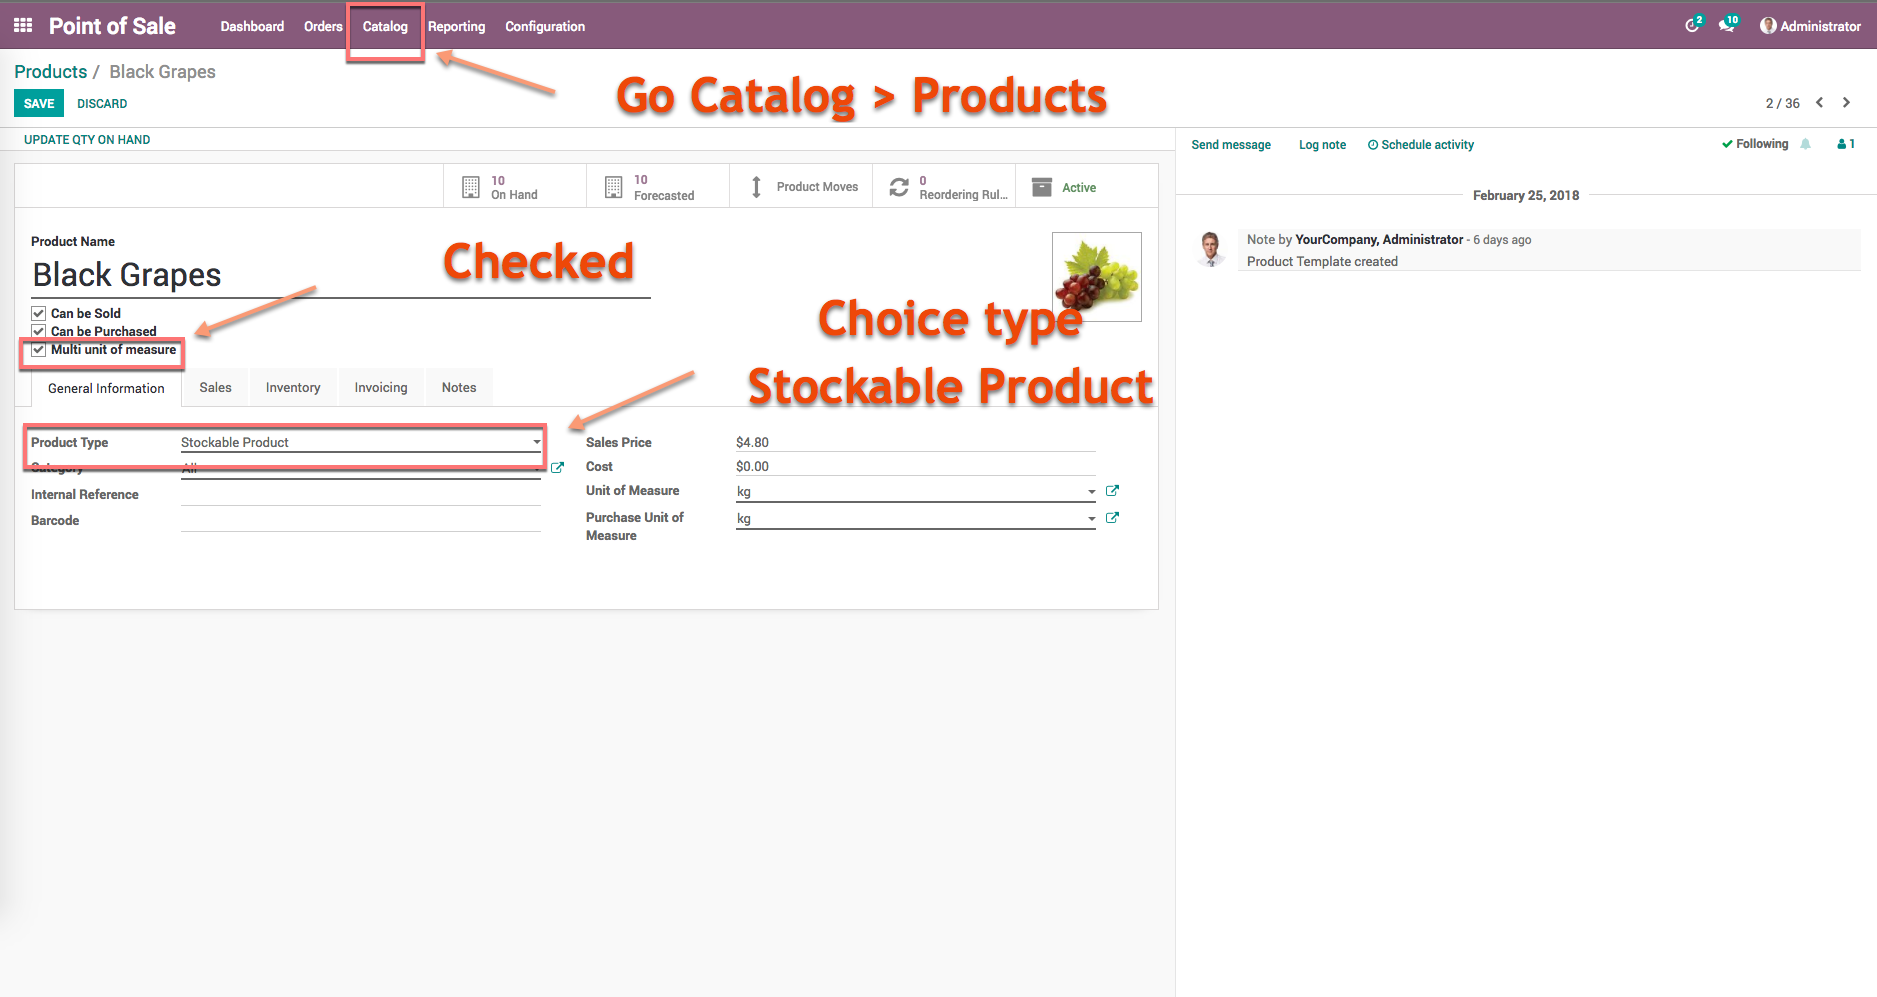 Point of Sale Dashboard Orders Catalog Reporting Configuration 2 10 Administrator
Products / Black Grapes
Go Catalog > Products
SAVE DISCARD
2 / 36
UPDATE QTY ON HAND
Send message Log note Schedule activity Following 1
10
On Hand
10
Forecasted
Product Moves
0
Reordering Rul...
Active
February 25, 2018
Product Name
Black Grapes
Checked
Note by YourCompany, Administrator - 6 days ago
Product Template created
Can be Sold
Can be Purchased
Multi unit of measure
Choice type
Stockable Product
General Information Sales Inventory Invoicing Notes
Product Type Stockable Product
Category All
Internal Reference
Barcode
Sales Price $4.80
Cost $0.00
Unit of Measure kg
Purchase Unit of kg
Measure